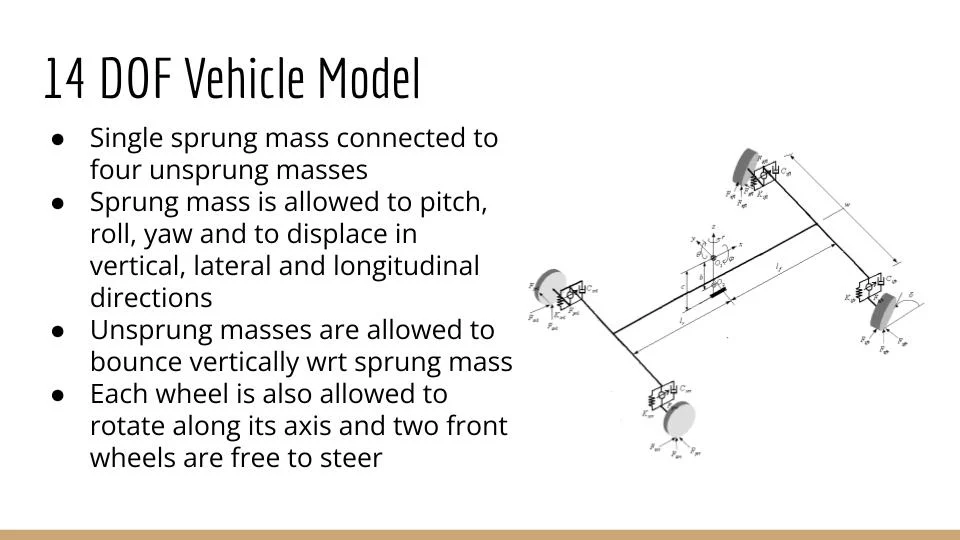 14 DOF Vehicle Model
● Single sprung mass connected to
four unsprung masses
● Sprung mass is allowed to pitch,
roll, yaw and to displace in
vertical, lateral and longitudinal
directions
● Unsprung masses are allowed to
bounce vertically wrt sprung mass
● Each wheel is also allowed to
rotate along its axis and two front
wheels are free to steer
w
z
r
y
x
b
c
δ